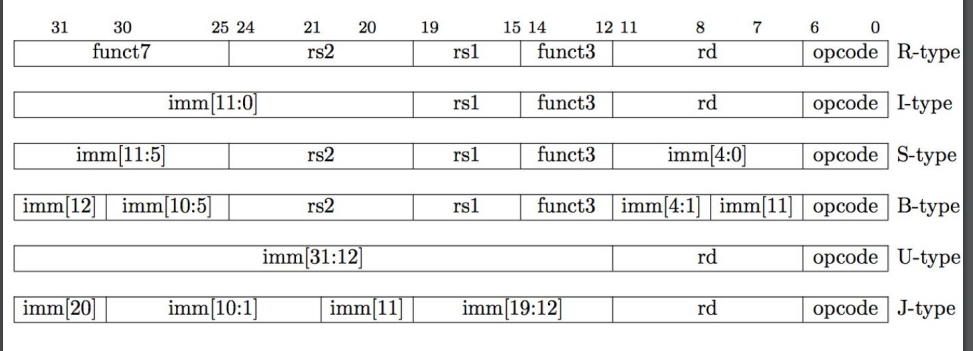 31 30 25 24 21 20 19 15 14 12 11 8 7 6 0
funct7 rs2 rs1 funct3 rd opcode R-type
imm[11:0] rs1 funct3 rd opcode I-type
imm[11:5] rs2 rs1 funct3 imm[4:0] opcode S-type
imm[12] imm[10:5] rs2 rs1 funct3 imm[4:1] imm[11] opcode B-type
imm[31:12] rd opcode U-type
imm[20] imm[10:1] imm[11] imm[19:12] rd opcode J-type